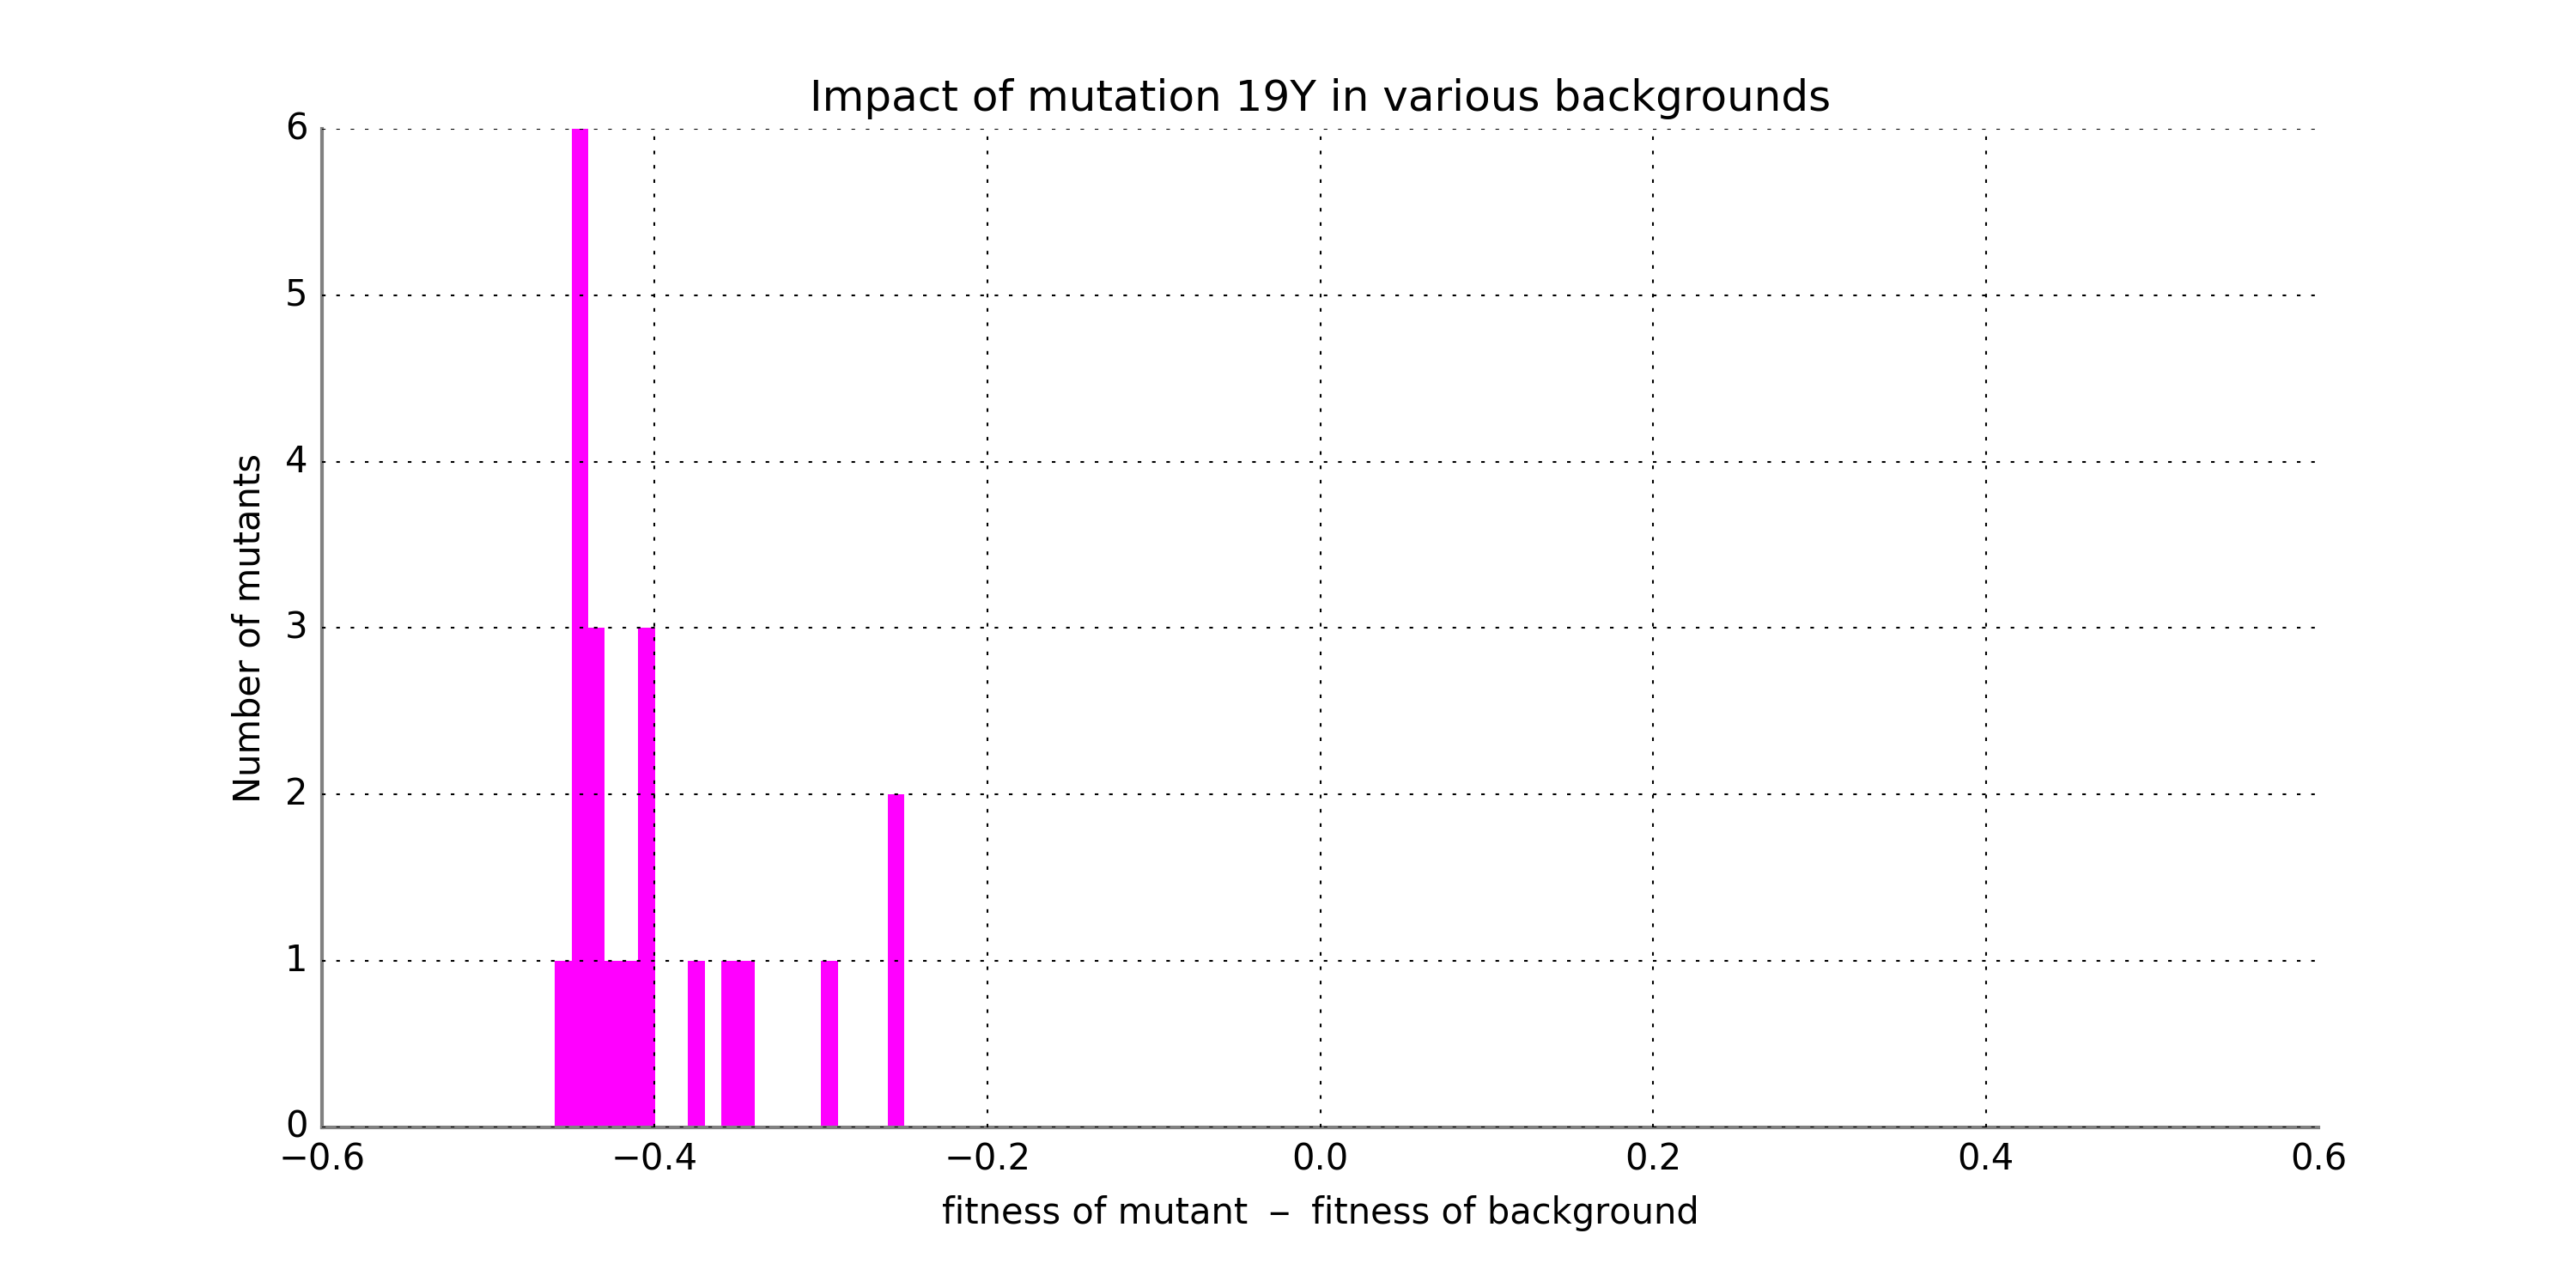 Impact of mutation 19Y in various backgrounds
6
5
4
3
2
1
0
Number of mutants
−0.6 −0.4 −0.2 0.0 0.2 0.4 0.6
fitness of mutant − fitness of background